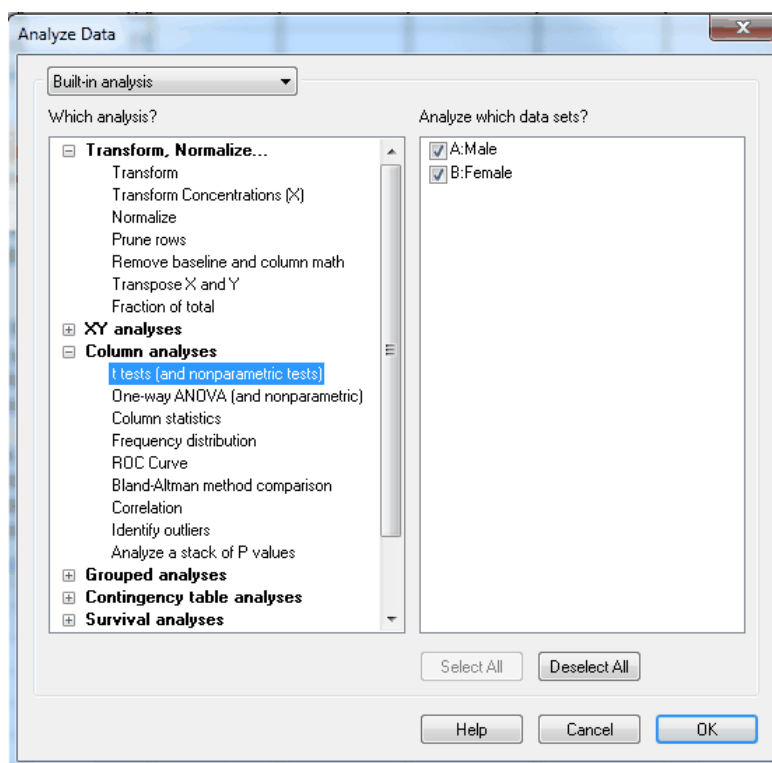 Analyze Data
Built-in analysis
Which analysis?
Transform, Normalize...
Transform
Transform Concentrations (X)
Normalize
Prune rows
Remove baseline and column math
Transpose X and Y
Fraction of total
XY analyses
Column analyses
t tests (and nonparametric tests)
One-way ANOVA (and nonparametric)
Column statistics
Frequency distribution
ROC Curve
Bland-Altman method comparison
Correlation
Identify outliers
Analyze a stack of P values
Grouped analyses
Contingency table analyses
Survival analyses
Analyze which data sets?
A:Male
B:Female
Select All
Deselect All
Help
Cancel
OK